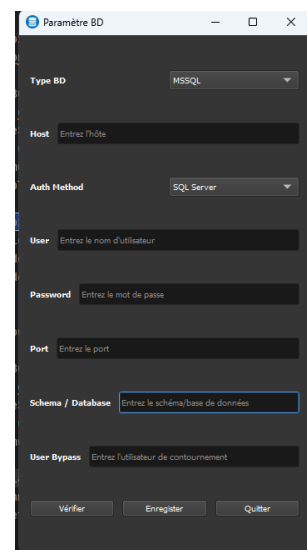 Paramètre BD
Type BD MSSQL
Host Entrez l'hôte
Auth Method SQL Server
User Entrez le nom d'utilisateur
Password Entrez le mot de passe
Port Entrez le port
Schema / Database Entrez le schéma/base de données
User Bypass Entrez l'utilisateur de contournement
Vérifier Enregister Quitter